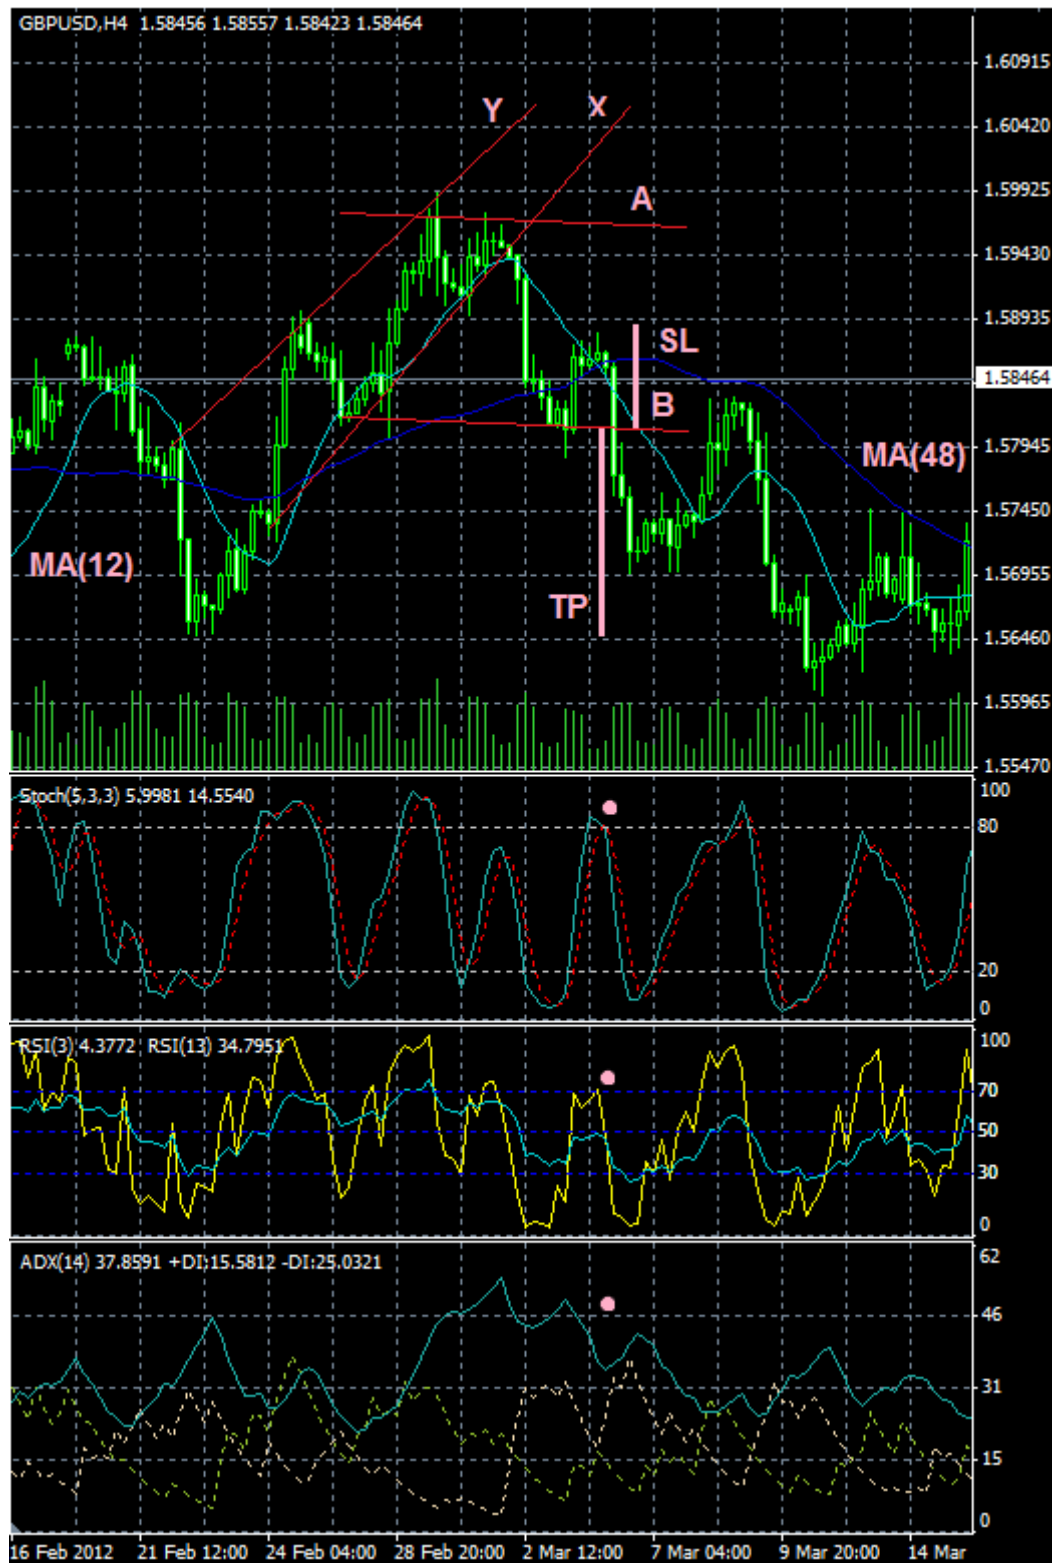 GBPUSD,H4 1.58456 1.58557 1.58423 1.58464
1.60915
Y
X
1.60420
A
1.59925
1.59430
1.58935
SL
1.58464
B
1.57945
MA(48)
1.57450
MA(12)
1.56955
TP
1.56460
1.55965
1.55470
Stoch(5,3,3) 5.9981 14.5540
100
80
20
0
RSI(3) 4.3772 RSI(13) 34.7951
100
70
50
30
0
ADX(14) 37.8591 +DI:15.5812 -DI:25.0321
62
46
31
15
0
16 Feb 2012 21 Feb 12:00 24 Feb 04:00 28 Feb 20:00 2 Mar 12:00 7 Mar 04:00 9 Mar 20:00 14 Mar